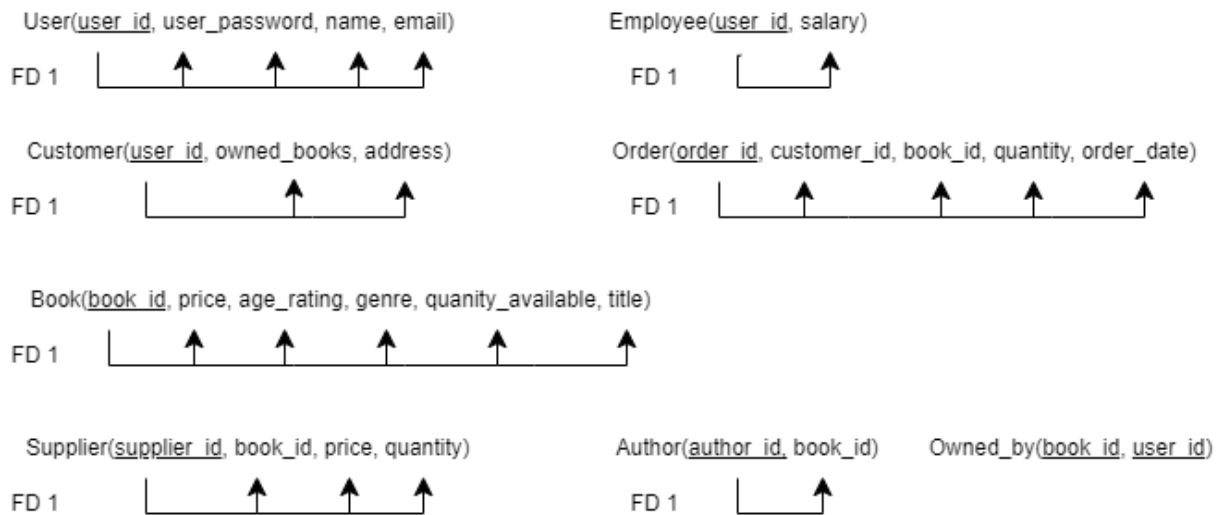 User(user_id, user_password, name, email)
Employee(user_id, salary)
FD 1
FD 1
Customer(user_id, owned_books, address)
Order(order_id, customer_id, book_id, quantity, order_date)
FD 1
FD 1
Book(book_id, price, age_rating, genre, quanity_available, title)
FD 1
Supplier(supplier_id, book_id, price, quantity)
Author(author_id, book_id)
Owned_by(book_id, user_id)
FD 1
FD 1